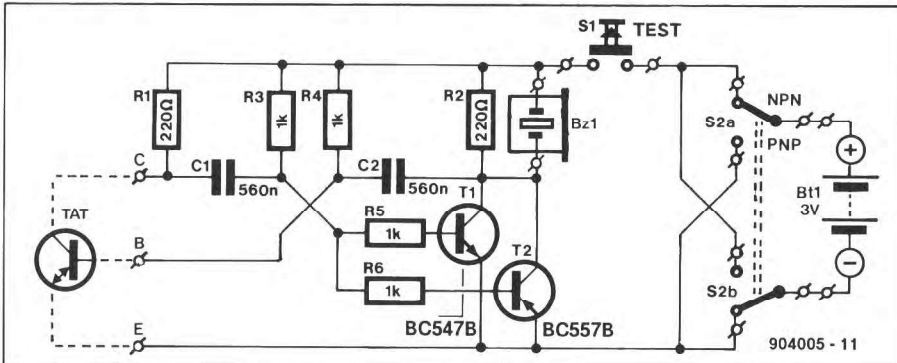 S1 TEST
R1 220Ω
R3 1k
R4 1k
R2 220Ω
Bz1
NPN
S2a
PNP
C
C1 560n
C2 560n
T1
+
Bt1 3V
TAT
B
R5 1k
R6 1k
T2
S2b
−
BC547B
BC557B
E
904005 - 11